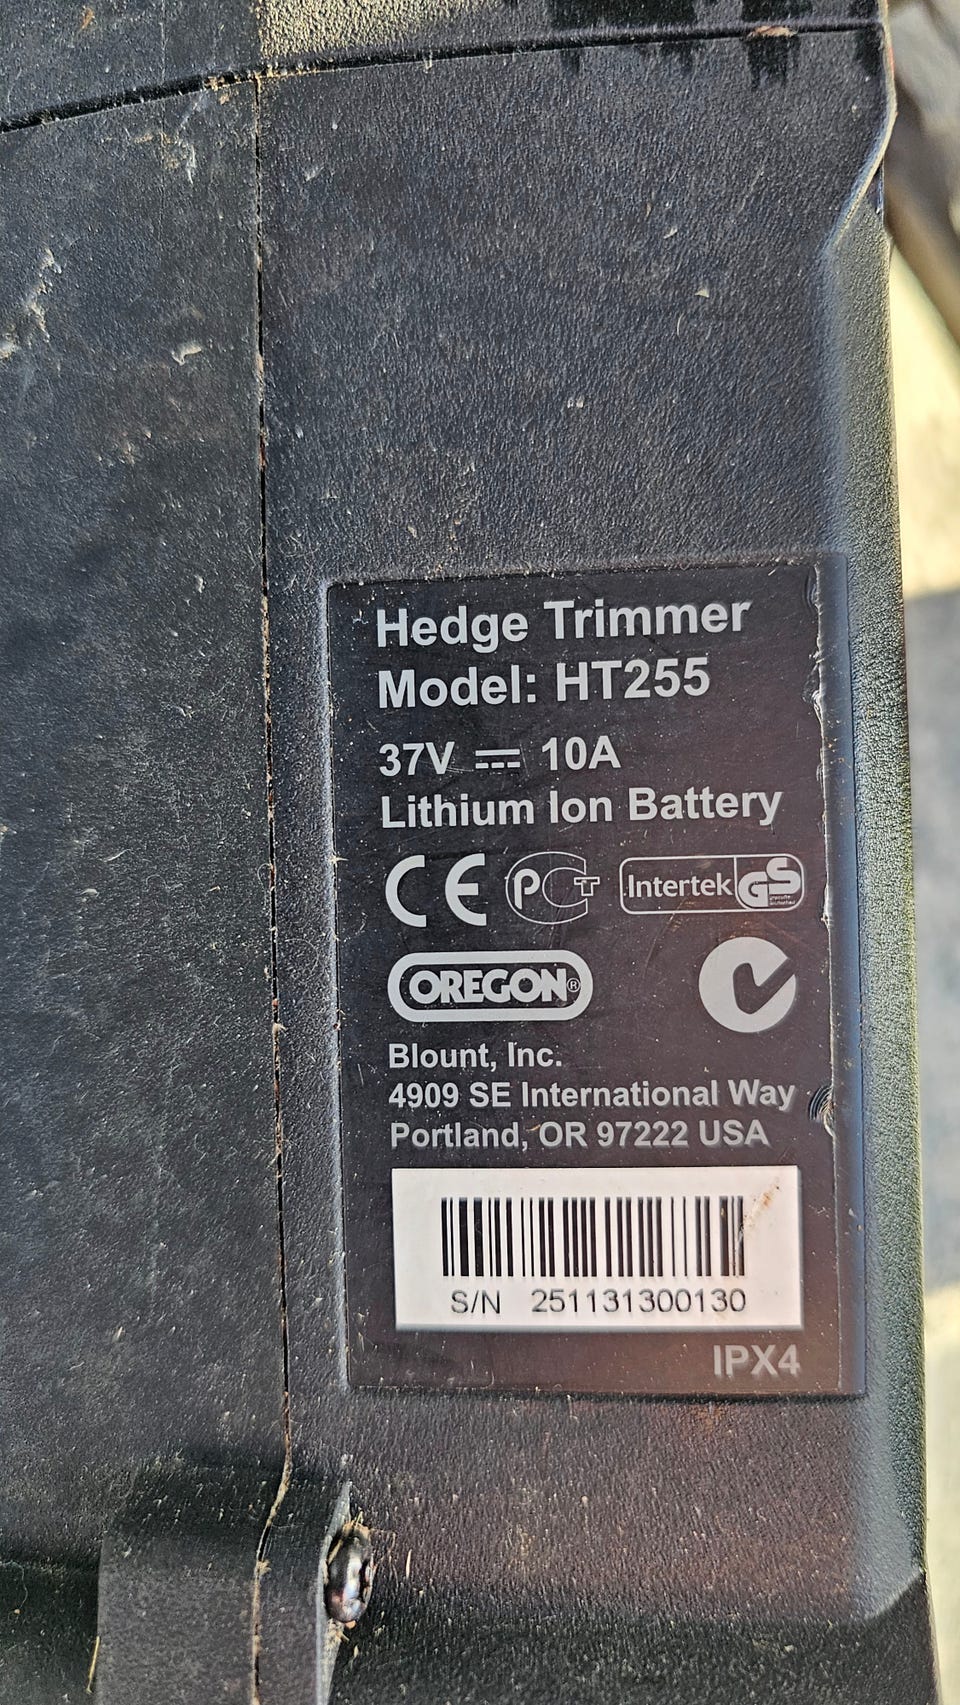 Hedge Trimmer
Model: HT255
37V ⎓ 10A
Lithium Ion Battery
CE РСТ Intertek GS
OREGON®
Blount, Inc.
4909 SE International Way
Portland, OR 97222 USA
S/N 251131300130
IPX4